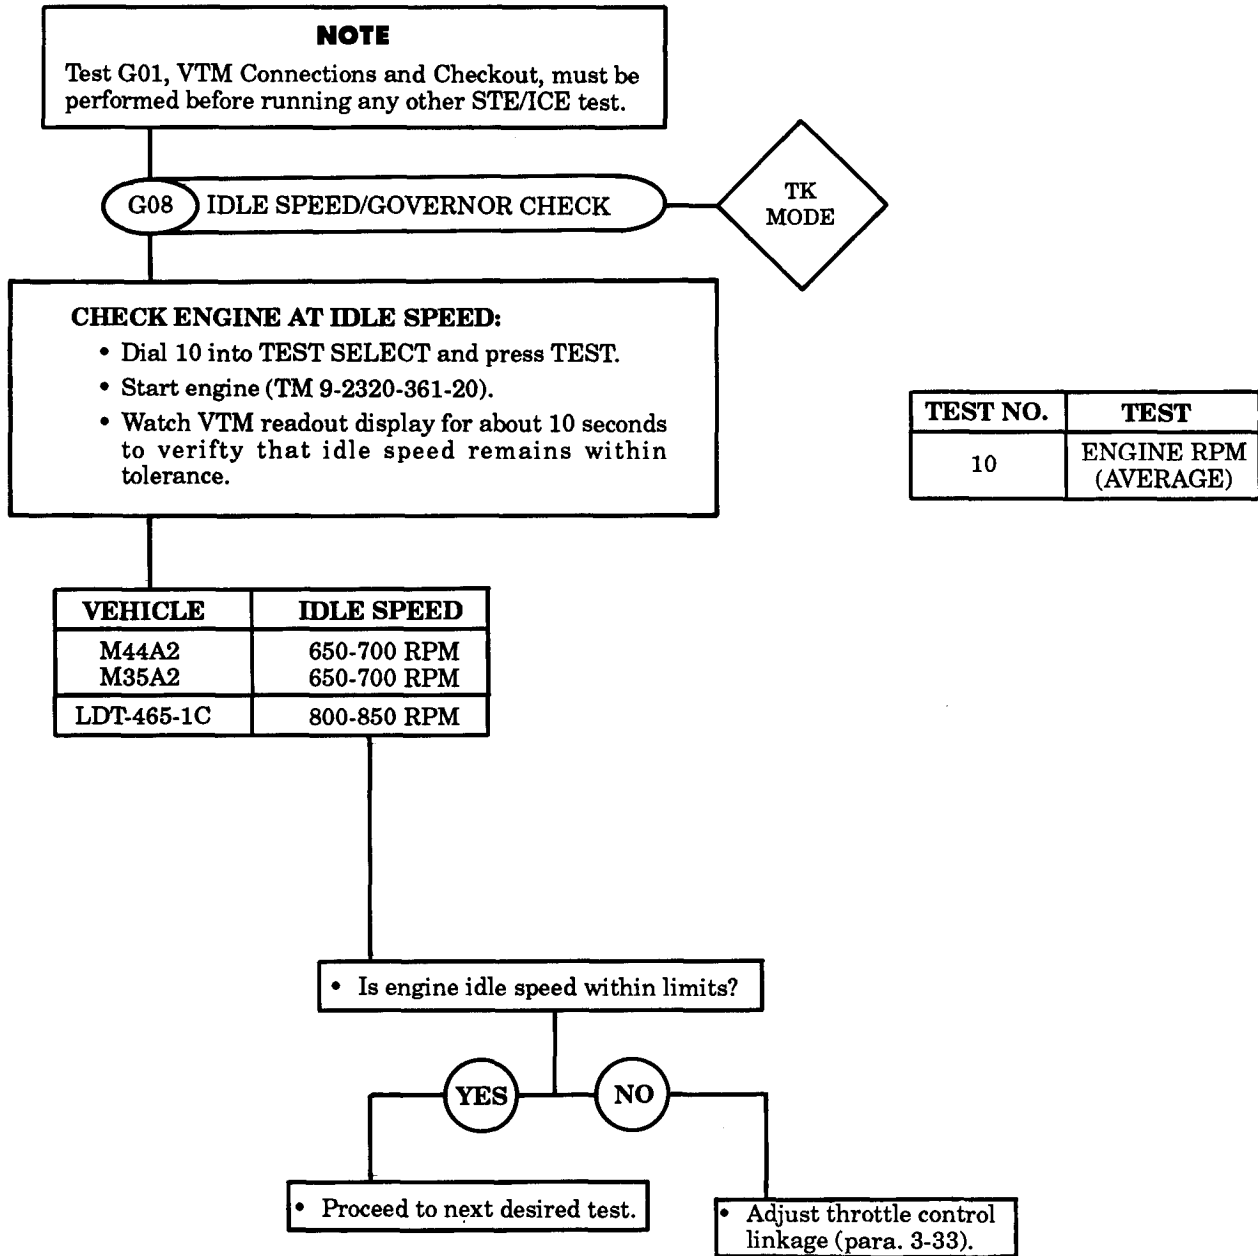 NOTE
Test G01, VTM Connections and Checkout, must be
performed before running any other STE/ICE test.
G08 IDLE SPEED/GOVERNOR CHECK
TK
MODE
CHECK ENGINE AT IDLE SPEED:
• Dial 10 into TEST SELECT and press TEST.
• Start engine (TM 9-2320-361-20).
• Watch VTM readout display for about 10 seconds
to verifty that idle speed remains within
tolerance.
TEST NO. TEST
10 ENGINE RPM
(AVERAGE)
VEHICLE IDLE SPEED
M44A2 650-700 RPM
M35A2 650-700 RPM
LDT-465-1C 800-850 RPM
• Is engine idle speed within limits?
YES NO
• Proceed to next desired test.
• Adjust throttle control
linkage (para. 3-33).